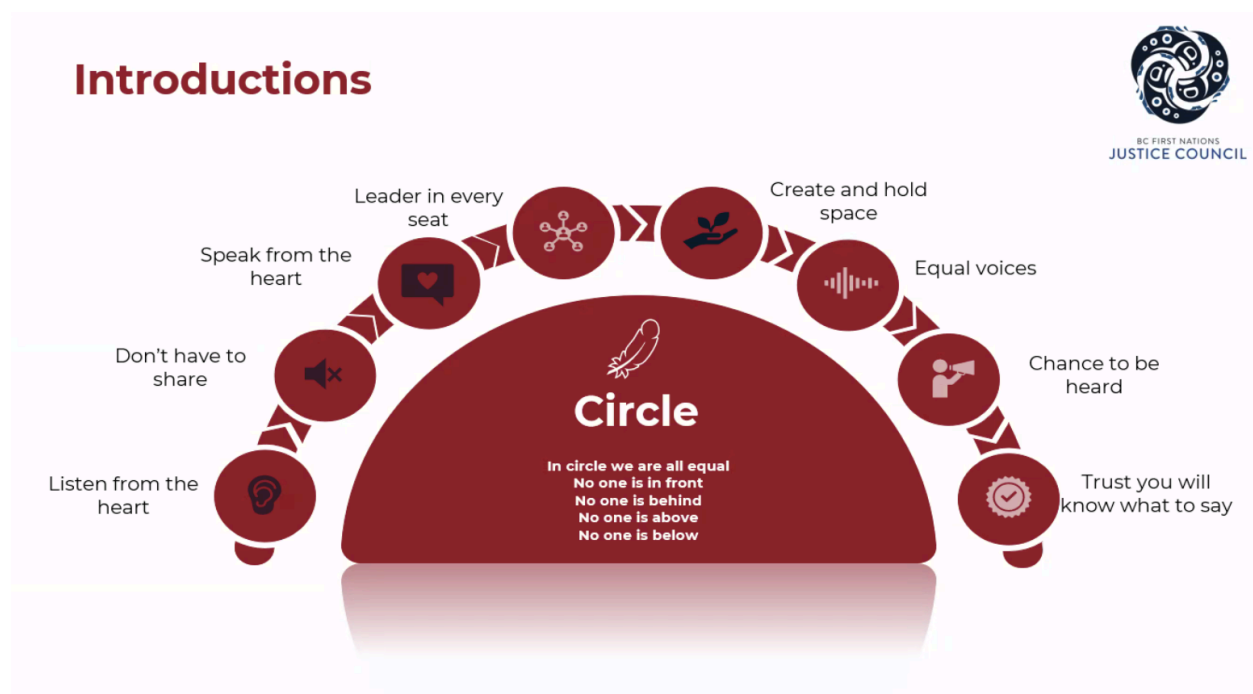 Introductions
BC FIRST NATIONS
JUSTICE COUNCIL
Listen from the
heart
Don’t have to
share
Speak from the
heart
Leader in every
seat
Create and hold
space
Equal voices
Chance to be
heard
Trust you will
know what to say
Circle
In circle we are all equal
No one is in front
No one is behind
No one is above
No one is below